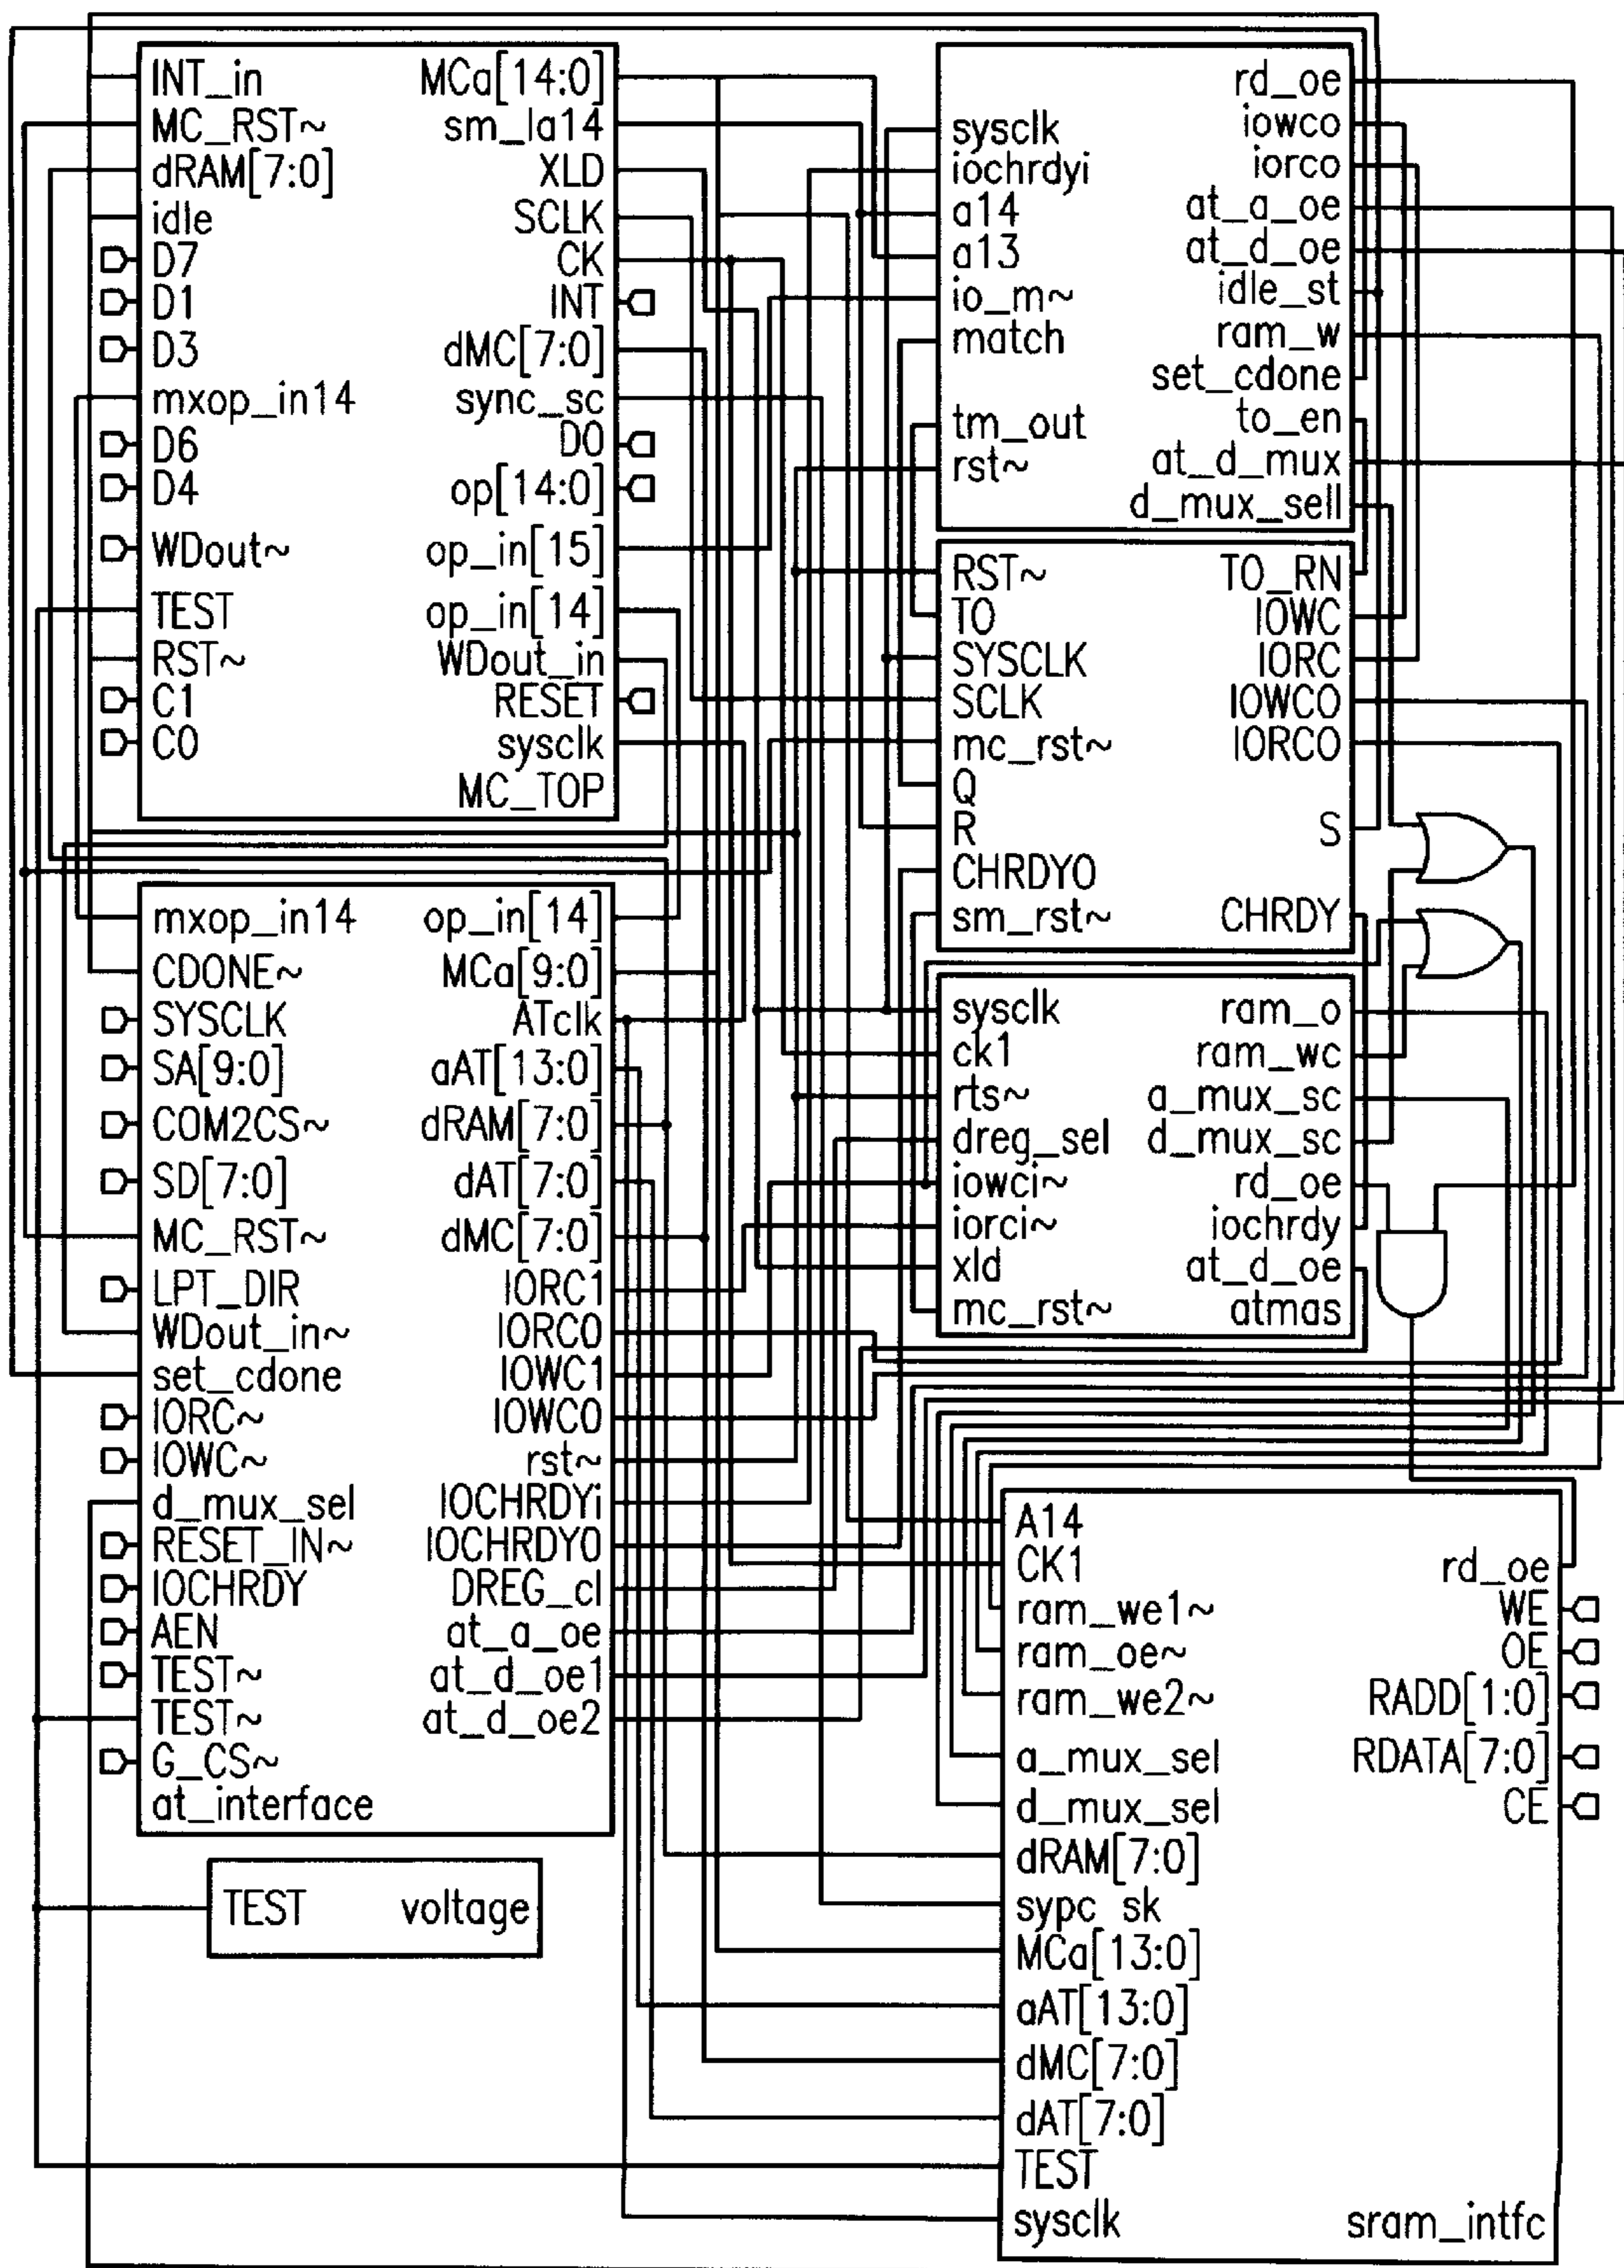 INT_in
MC_RST~
dRAM[7:0]
idle
D7
D1
D3
mxop_in14
D6
D4
WDout~
TEST
RST~
C1
C0
MCa[14:0]
sm_la14
XLD
SCLK
CK
INT
dMC[7:0]
sync_sc
D0
op[14:0]
op_in[15]
op_in[14]
WDout_in
RESET
sysclk
MC_TOP
sysclk
iochrdyi
a14
a13
io_m~
match
tm_out
rst~
rd_oe
iowco
iorco
at_a_oe
at_d_oe
idle_st
ram_w
set_cdone
to_en
at_d_mux
d_mux_sell
RST~
TO
SYSCLK
SCLK
mc_rst~
Q
R
CHRDYO
sm_rst~
TO_RN
IOWC
IORC
IOWCO
IORCO
S
CHRDY
sysclk
ck1
rts~
dreg_sel
iowci~
iorci~
xld
mc_rst~
ram_o
ram_wc
a_mux_sc
d_mux_sc
rd_oe
iochrdy
at_d_oe
atmas
mxop_in14
CDONE~
SYSCLK
SA[9:0]
COM2CS~
SD[7:0]
MC_RST~
LPT_DIR
WDout_in~
set_cdone
IORC~
IOWC~
d_mux_sel
RESET_IN~
IOCHRDY
AEN
TEST~
TEST~
G_CS~
at_interface
op_in[14]
MCa[9:0]
ATclk
aAT[13:0]
dRAM[7:0]
dAT[7:0]
dMC[7:0]
IORC1
IORC0
IOWC1
IOWC0
rst~
IOCHRDYi
IOCHRDY0
DREG_cl
at_a_oe
at_d_oe1
at_d_oe2
TEST voltage
A14
CK1
ram_we1~
ram_oe~
ram_we2~
a_mux_sel
d_mux_sel
dRAM[7:0]
sypc sk
MCa[13:0]
aAT[13:0]
dMC[7:0]
dAT[7:0]
TEST
sysclk
rd_oe
WE
OE
RADD[1:0]
RDATA[7:0]
CE
sram_intfc